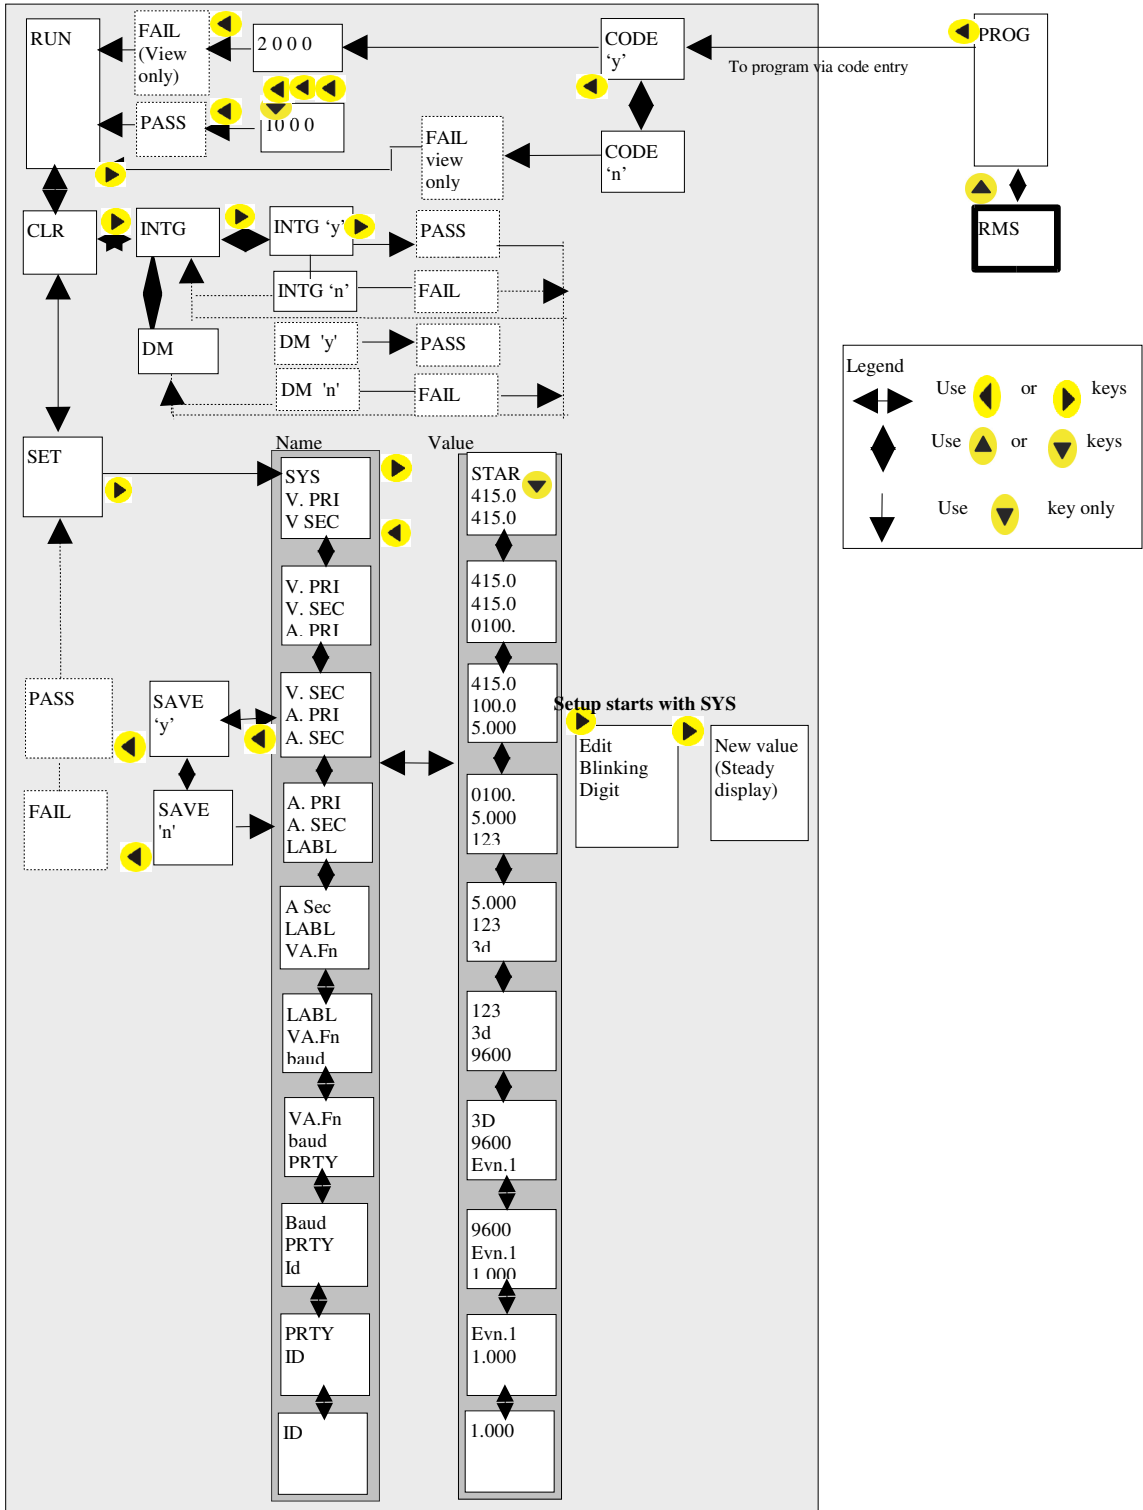 RUN
FAIL
(View
only)
2 0 0 0
CODE
‘y’
PROG
To program via code entry
PASS
10 0 0
FAIL
view
only
CODE
‘n’
RMS
CLR
INTG
INTG ‘y’
PASS
INTG ‘n’
FAIL
DM
DM 'y'
PASS
DM 'n'
FAIL
Legend
Use or keys
Use or keys
Use key only
SET
Name
Value
SYS
V. PRI
V SEC
STAR
415.0
415.0
V. PRI
V. SEC
A. PRI
415.0
415.0
0100.
PASS
SAVE
‘y’
V. SEC
A. PRI
A. SEC
415.0
100.0
5.000
Setup starts with SYS
Edit
Blinking
Digit
New value
(Steady
display)
FAIL
SAVE
'n'
A. PRI
A. SEC
LABL
0100.
5.000
123
A Sec
LABL
VA.Fn
5.000
123
3d
LABL
VA.Fn
baud
123
3d
9600
VA.Fn
baud
PRTY
3D
9600
Evn.1
Baud
PRTY
Id
9600
Evn.1
1.000
PRTY
ID
Evn.1
1.000
ID
1.000